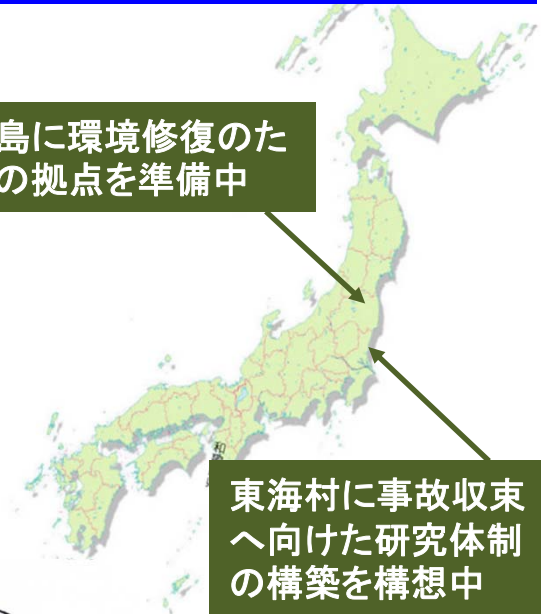 島に環境修復のた
の拠点を準備中
和
東海村に事故収束
へ向けた研究体制
の構築を構想中